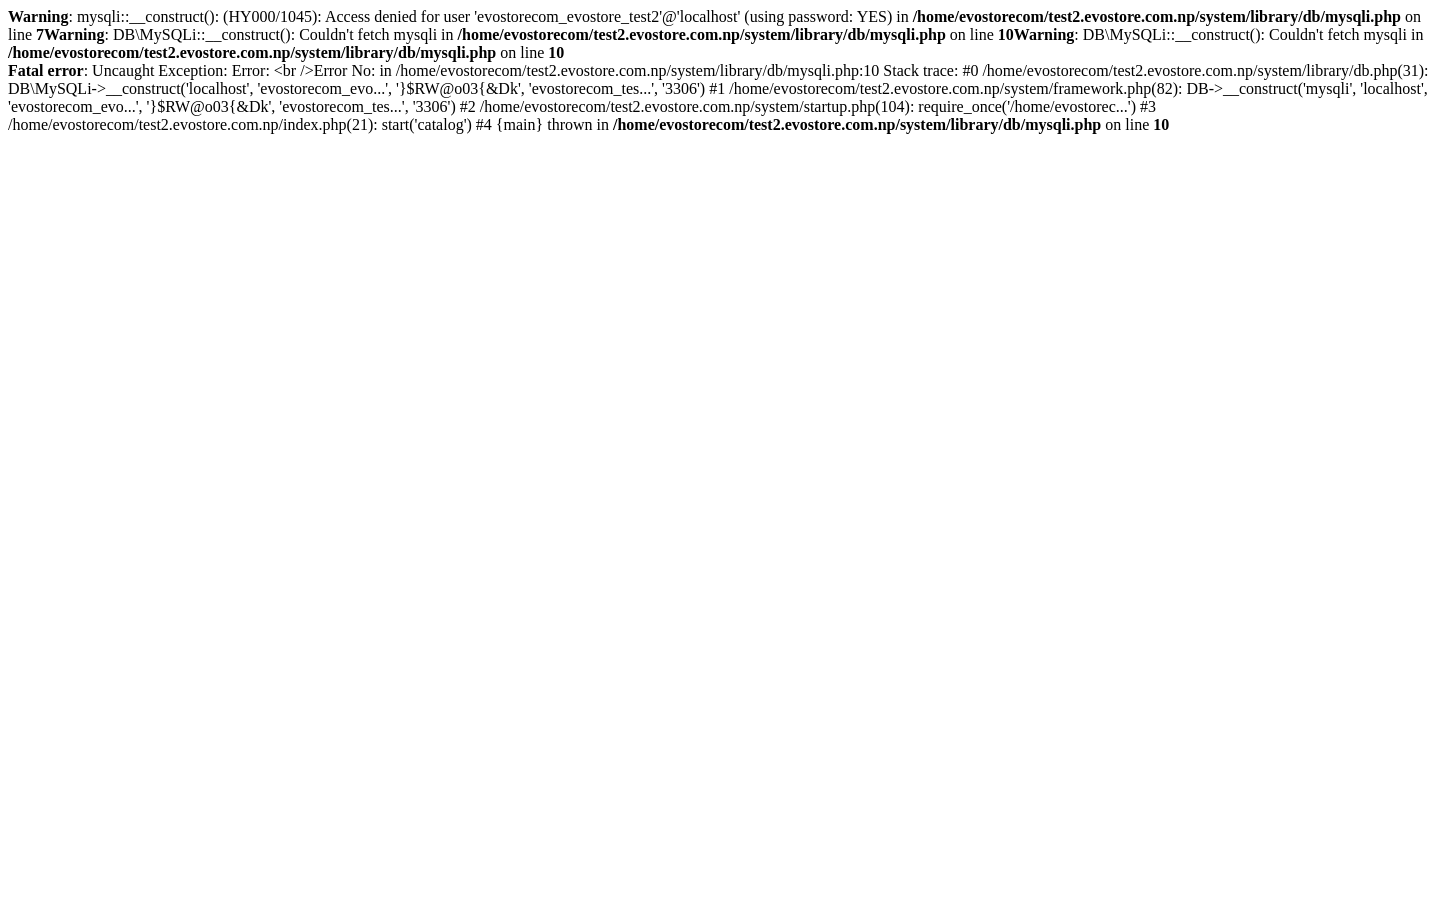 Warning: mysqli::__construct(): (HY000/1045): Access denied for user 'evostorecom_evostore_test2'@'localhost' (using password: YES) in /home/evostorecom/test2.evostore.com.np/system/library/db/mysqli.php on
line 7Warning: DB\MySQLi::__construct(): Couldn't fetch mysqli in /home/evostorecom/test2.evostore.com.np/system/library/db/mysqli.php on line 10Warning: DB\MySQLi::__construct(): Couldn't fetch mysqli in
/home/evostorecom/test2.evostore.com.np/system/library/db/mysqli.php on line 10
Fatal error: Uncaught Exception: Error: <br />Error No: in /home/evostorecom/test2.evostore.com.np/system/library/db/mysqli.php:10 Stack trace: #0 /home/evostorecom/test2.evostore.com.np/system/library/db.php(31):
DB\MySQLi->__construct('localhost', 'evostorecom_evo...', '}$RW@o03{&Dk', 'evostorecom_tes...', '3306') #1 /home/evostorecom/test2.evostore.com.np/system/framework.php(82): DB->__construct('mysqli', 'localhost',
'evostorecom_evo...', '}$RW@o03{&Dk', 'evostorecom_tes...', '3306') #2 /home/evostorecom/test2.evostore.com.np/system/startup.php(104): require_once('/home/evostorec...') #3
/home/evostorecom/test2.evostore.com.np/index.php(21): start('catalog') #4 {main} thrown in /home/evostorecom/test2.evostore.com.np/system/library/db/mysqli.php on line 10